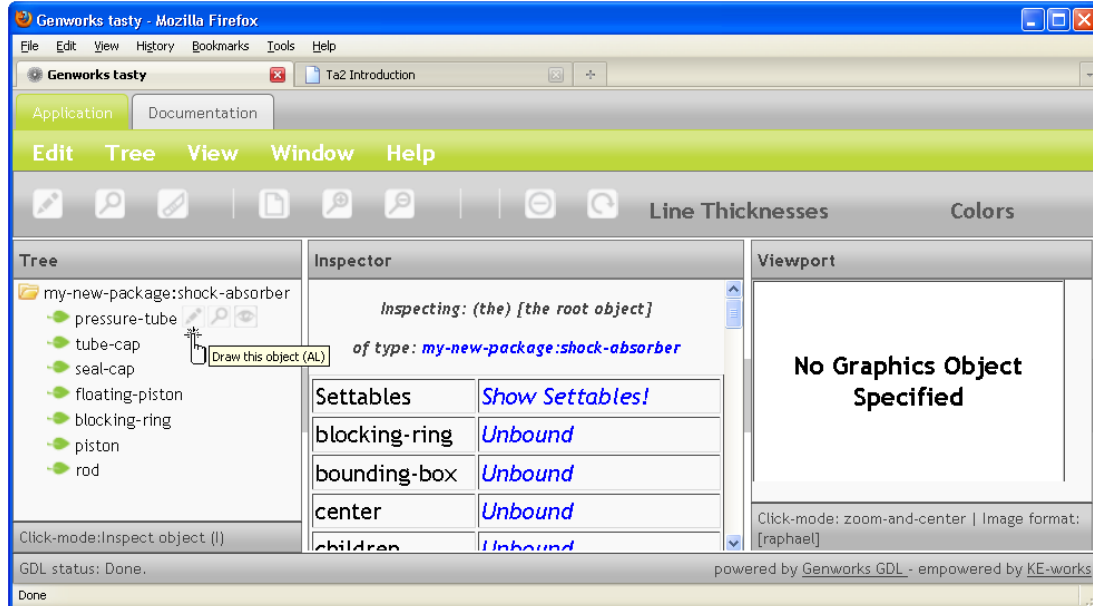 Genworks tasty - Mozilla Firefox
File Edit View History Bookmarks Tools Help
Genworks tasty
Ta2 Introduction
Application
Documentation
Edit Tree View Window Help
Line Thicknesses
Colors
Tree
my-new-package:shock-absorber
pressure-tube
Draw this object (AL)
tube-cap
seal-cap
floating-piston
blocking-ring
piston
rod
Click-mode:Inspect object (I)
Inspector
Inspecting: (the) [the root object]
of type: my-new-package:shock-absorber
Settables Show Settables!
blocking-ring Unbound
bounding-box Unbound
center Unbound
children Unbound
Viewport
No Graphics Object
Specified
Click-mode: zoom-and-center | Image format:
[raphael]
GDL status: Done.
powered by Genworks GDL - empowered by KE-works
Done